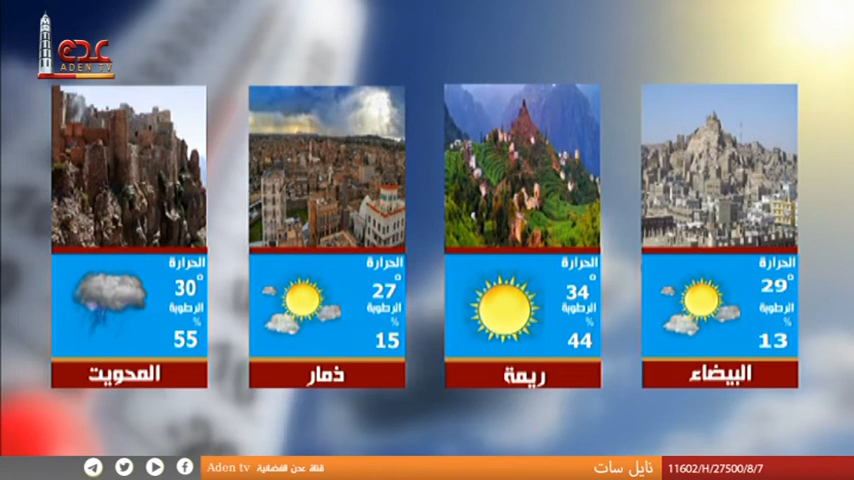 عدن
ADEN TV
الحرارة
29°
الرطوبة
%
13
البيضاء
الحرارة
34°
الرطوبة
%
44
ريمة
الحرارة
27°
الرطوبة
%
15
ذمار
الحرارة
30°
الرطوبة
%
55
المحويت
Aden tv قناة عدن الفضائية
نايل سات
11602/H/27500/8/7